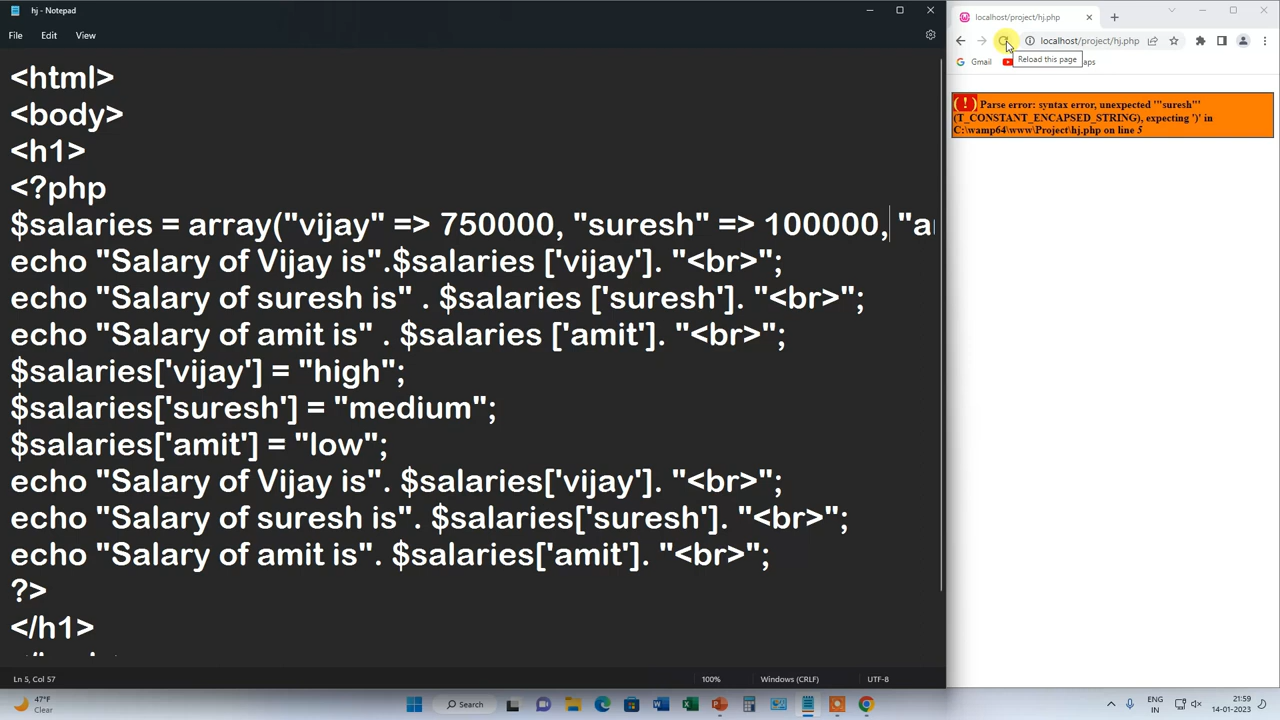 hj - Notepad
File Edit View
<html>
<body>
<h1>
<?php
$salaries = array("vijay" => 750000, "suresh" => 100000, "a
echo "Salary of Vijay is".$salaries ['vijay']. "<br>";
echo "Salary of suresh is" . $salaries ['suresh']. "<br>";
echo "Salary of amit is" . $salaries ['amit']. "<br>";
$salaries['vijay'] = "high";
$salaries['suresh'] = "medium";
$salaries['amit'] = "low";
echo "Salary of Vijay is". $salaries['vijay']. "<br>";
echo "Salary of suresh is". $salaries['suresh']. "<br>";
echo "Salary of amit is". $salaries['amit']. "<br>";
?>
</h1>
Ln 5, Col 57 100% Windows (CRLF) UTF-8
localhost/project/hj.php
localhost/project/hj.php
Reload this page
Gmail aps
( ! ) Parse error: syntax error, unexpected '"suresh"'
(T_CONSTANT_ENCAPSED_STRING), expecting ')' in
C:\wamp64\www\Project\hj.php on line 5
47°F
Clear
Search
ENG
IN
21:59
14-01-2023